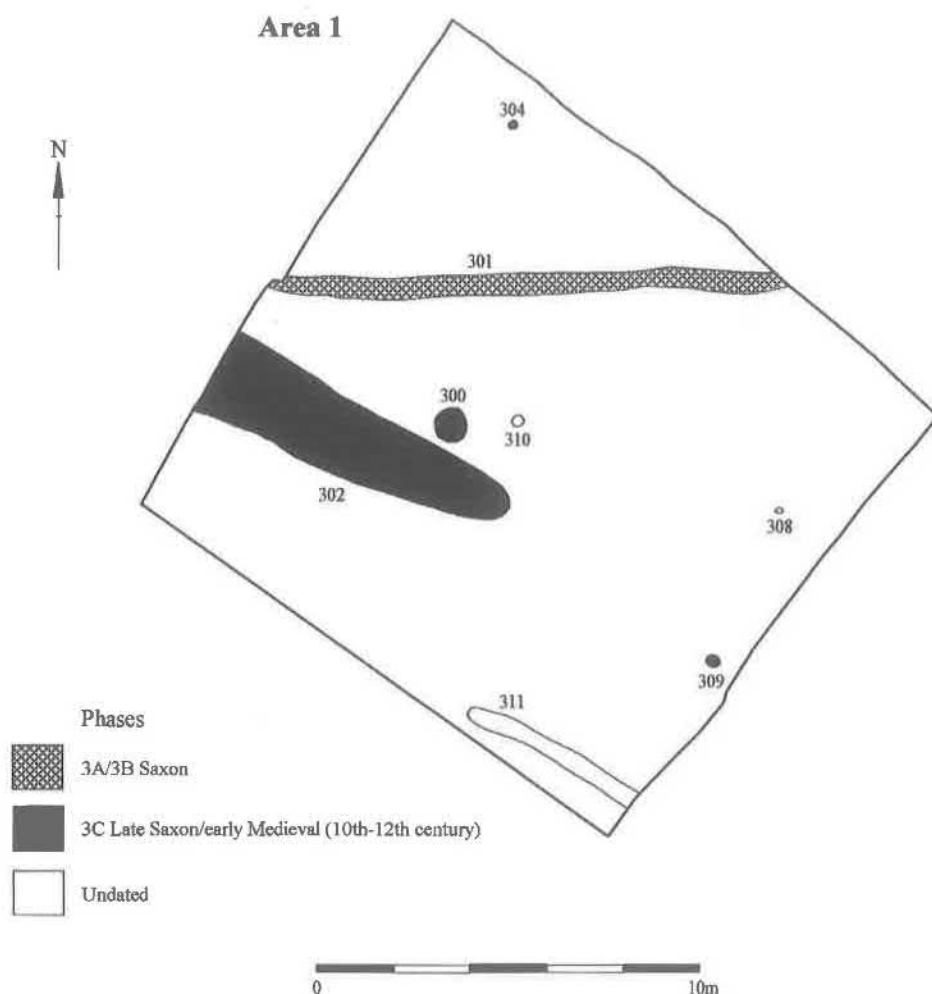 Area 1
N
304
301
300
310
302
308
309
311
Phases
3A/3B Saxon
3C Late Saxon/early Medieval (10th-12th century)
Undated
0 10m